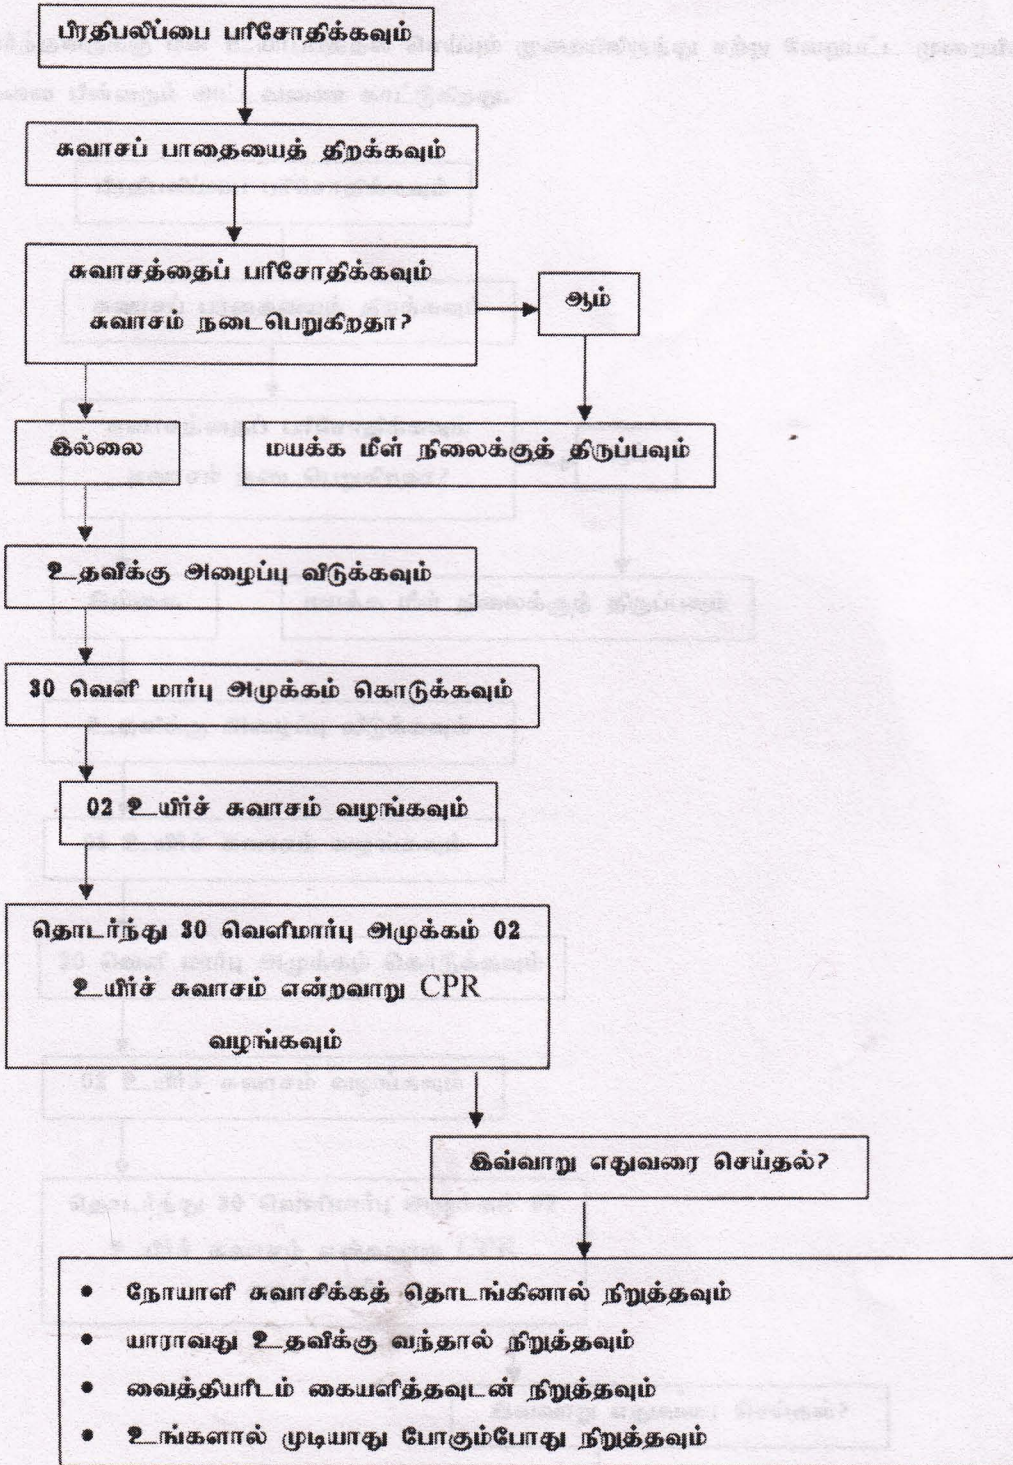 பிரதிபலிப்பை பரிசோதிக்கவும்
சுவாசப் பாதையைத் திறக்கவும்
சுவாசத்தைப் பரிசோதிக்கவும்
சுவாசம் நடைபெறுகிறதா?
ஆம்
இல்லை
மயக்க மீள் நிலைக்குத் திருப்பவும்
உதவிக்கு அழைப்பு விடுக்கவும்
30 வெளி மார்பு அமுக்கம் கொடுக்கவும்
02 உயிர்ச் சுவாசம் வழங்கவும்
தொடர்ந்து 30 வெளிமார்பு அமுக்கம் 02
உயிர்ச் சுவாசம் என்றவாறு CPR
வழங்கவும்
இவ்வாறு எதுவரை செய்தல்?
• நோயாளி சுவாசிக்கத் தொடங்கினால் நிறுத்தவும்
• யாராவது உதவிக்கு வந்தால் நிறுத்தவும்
• வைத்தியரிடம் கையளித்தவுடன் நிறுத்தவும்
• உங்களால் முடியாது போகும்போது நிறுத்தவும்